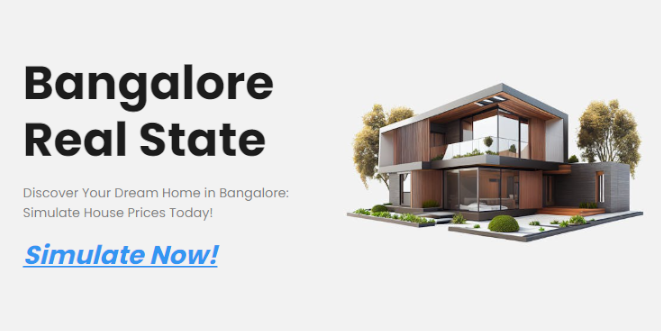 Bangalore
Real State
Discover Your Dream Home in Bangalore:
Simulate House Prices Today!
Simulate Now!